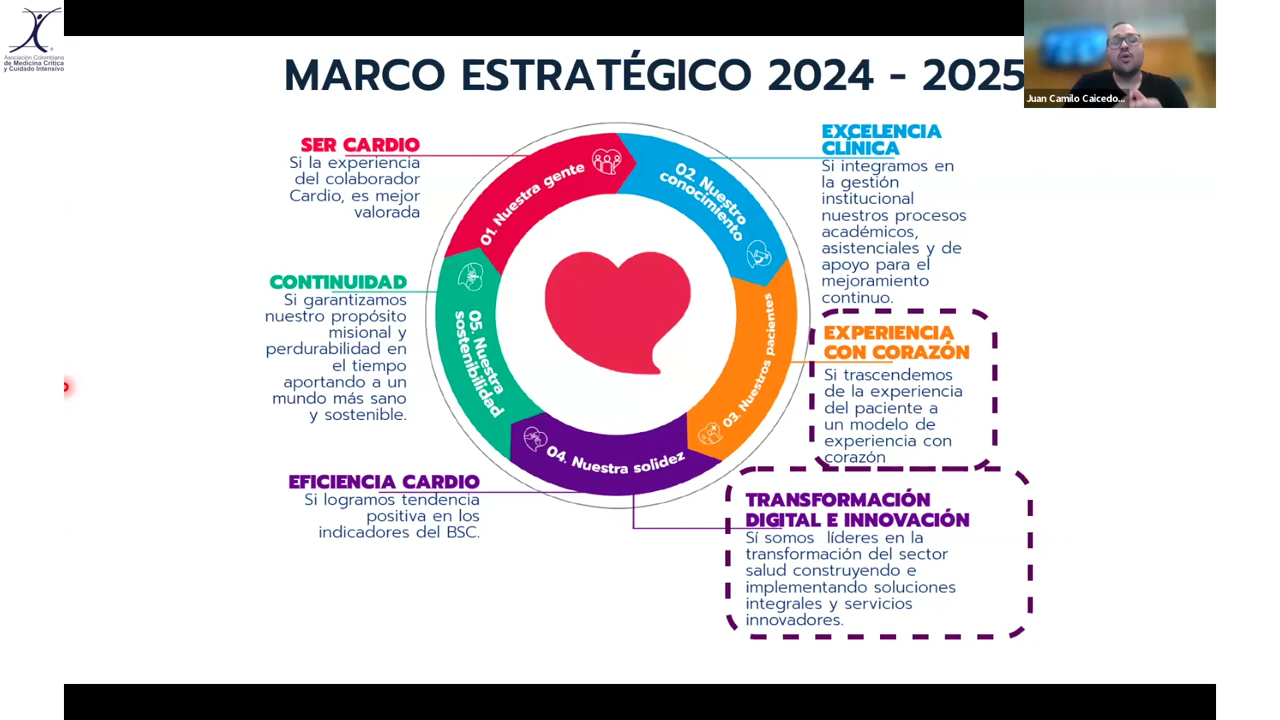 Asociación Colombiana
de Medicina Crítica
y Cuidado Intensivo
MARCO ESTRATÉGICO 2024 - 2025
Juan Camilo Caicedo...
SER CARDIO
Si la experiencia
del colaborador
Cardio, es mejor
valorada
CONTINUIDAD
Si garantizamos
nuestro propósito
misional y
perdurabilidad en
el tiempo
aportando a un
mundo más sano
y sostenible.
EFICIENCIA CARDIO
Si logramos tendencia
positiva en los
indicadores del BSC.
01. Nuestra gente
02. Nuestro
conocimiento
03. Nuestros pacientes
04. Nuestra solidez
05. Nuestra
sostenibilidad
EXCELENCIA
CLÍNICA
Si integramos en
la gestión
institucional
nuestros procesos
académicos,
asistenciales y de
apoyo para el
mejoramiento
continuo.
EXPERIENCIA
CON CORAZÓN
Si trascendemos
de la experiencia
del paciente a
un modelo de
experiencia con
corazón
TRANSFORMACIÓN
DIGITAL E INNOVACIÓN
Sí somos líderes en la
transformación del sector
salud construyendo e
implementando soluciones
integrales y servicios
innovadores.